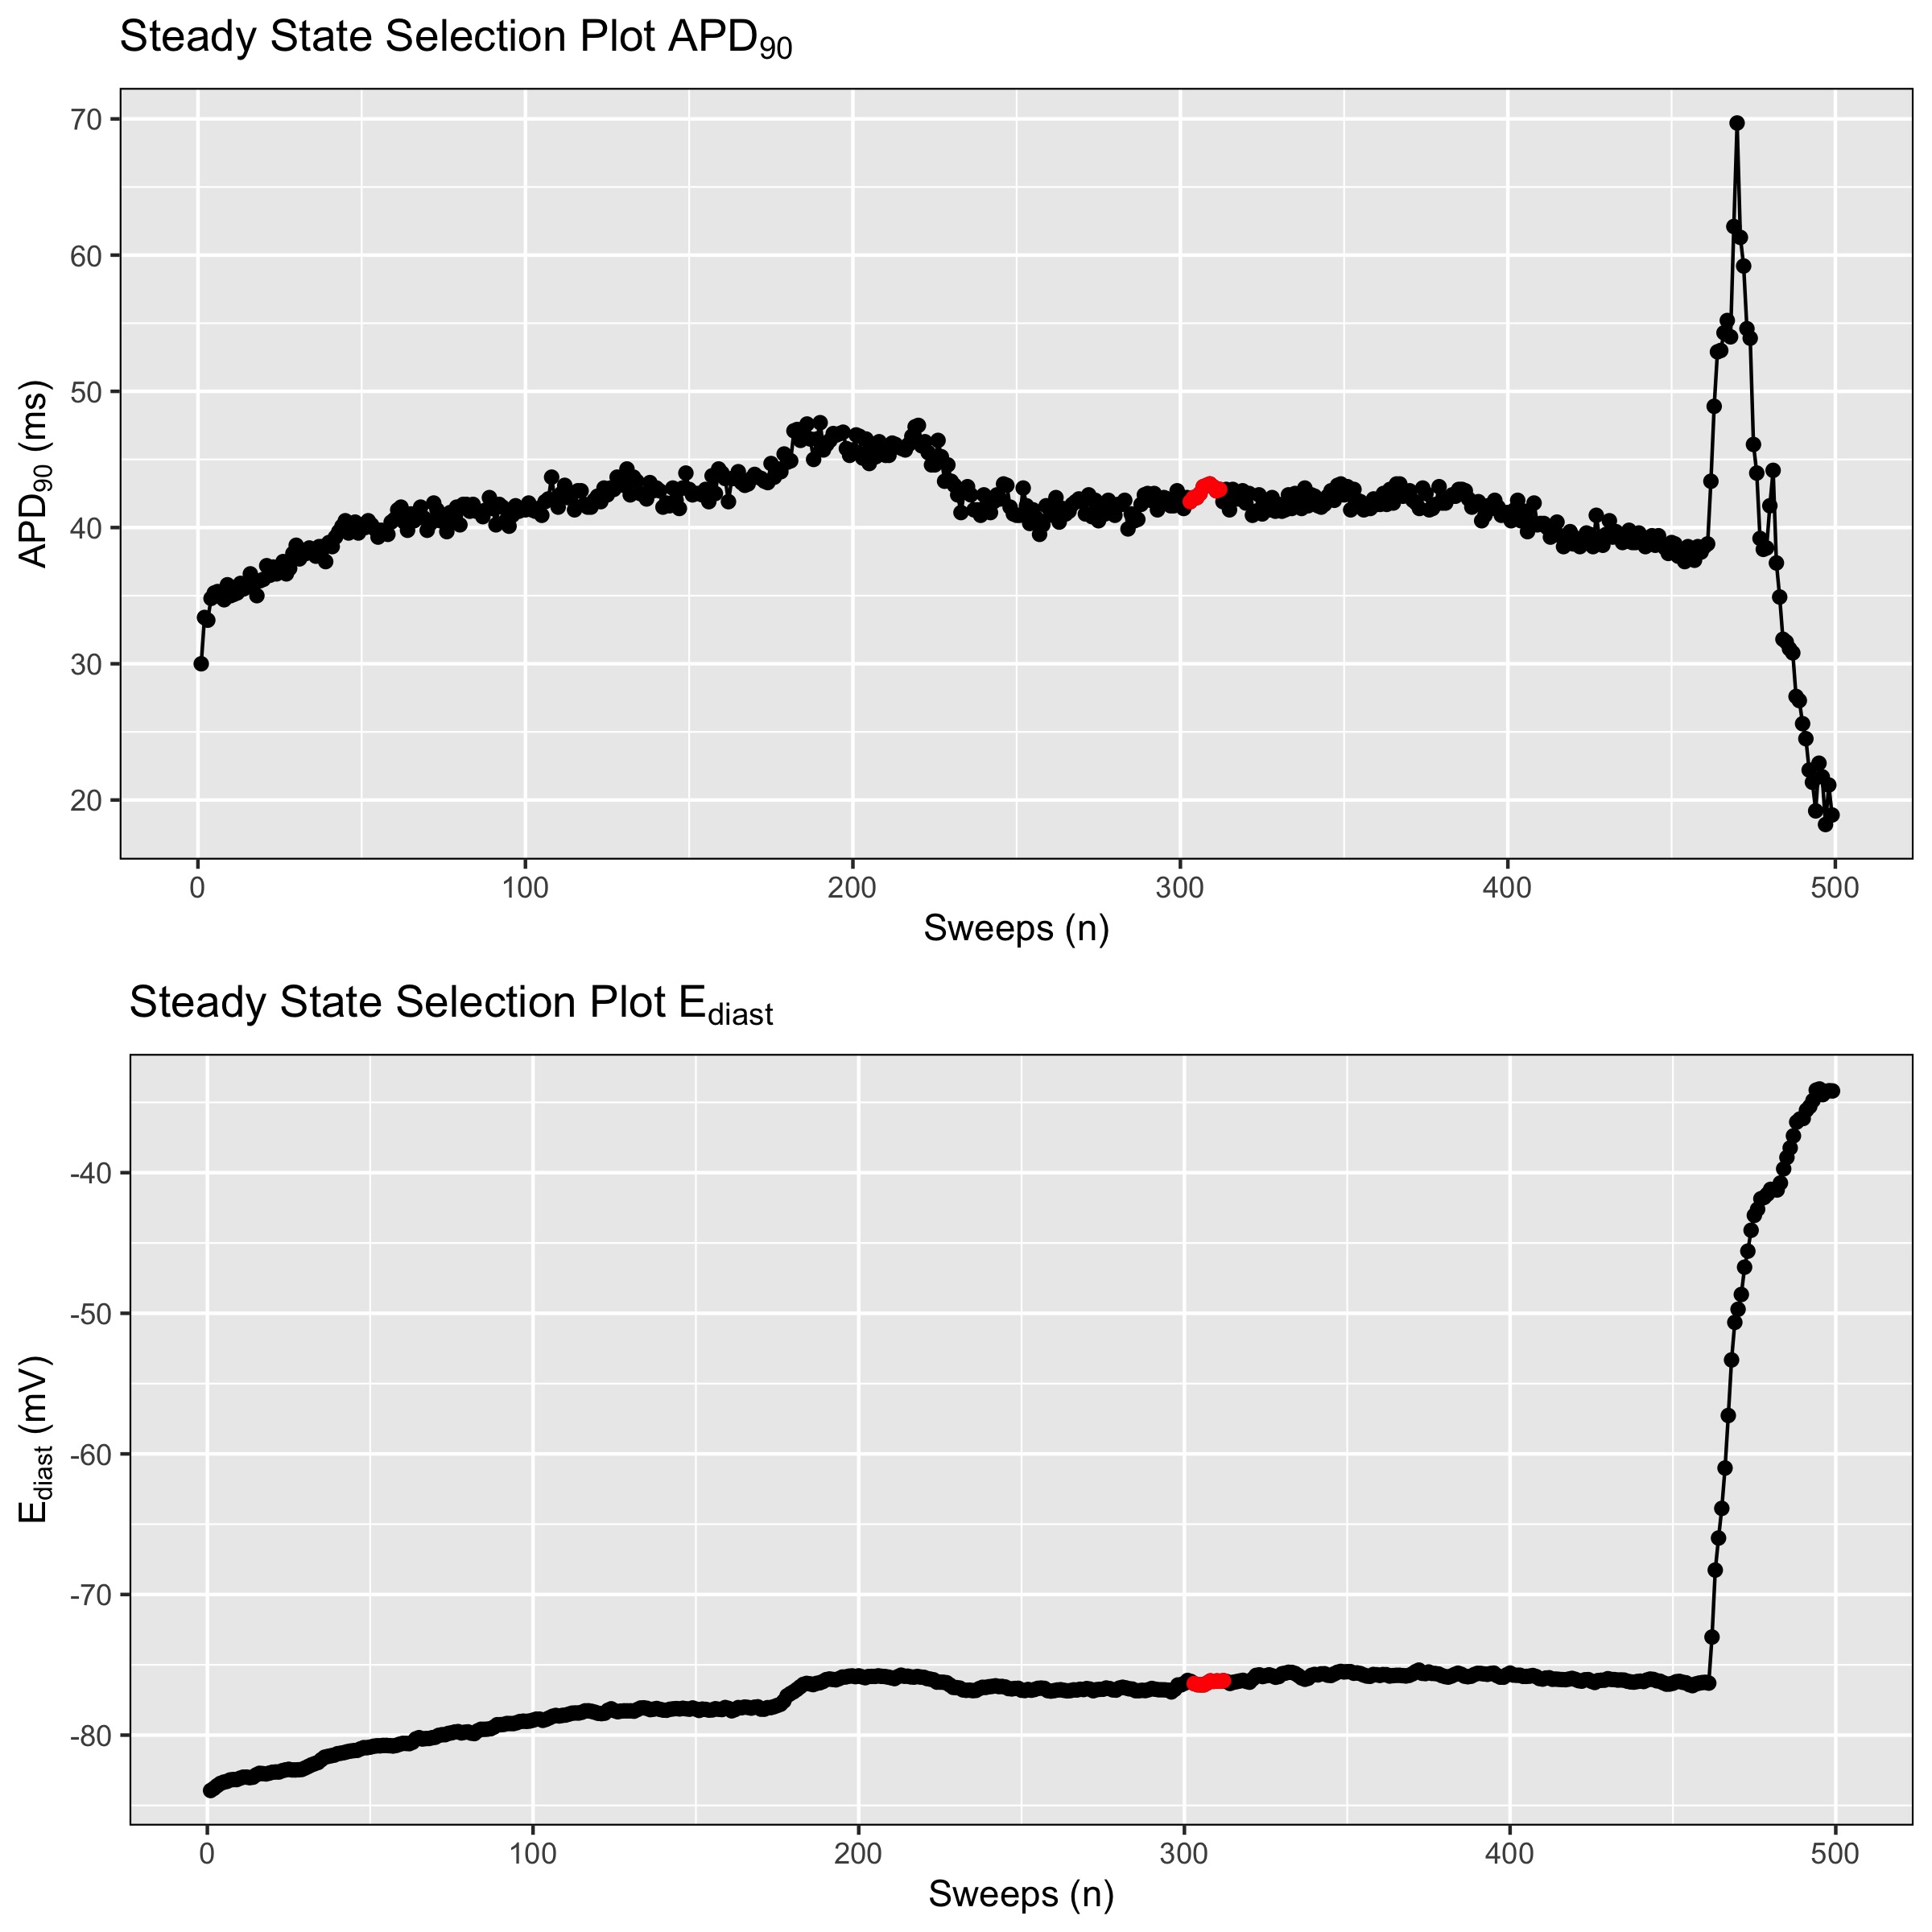 Steady State Selection Plot APD90
70
60
50
40
30
20
APD90 (ms)
0 100 200 300 400 500
Sweeps (n)
Steady State Selection Plot Ediast
-40
-50
-60
-70
-80
Ediast (mV)
0 100 200 300 400 500
Sweeps (n)